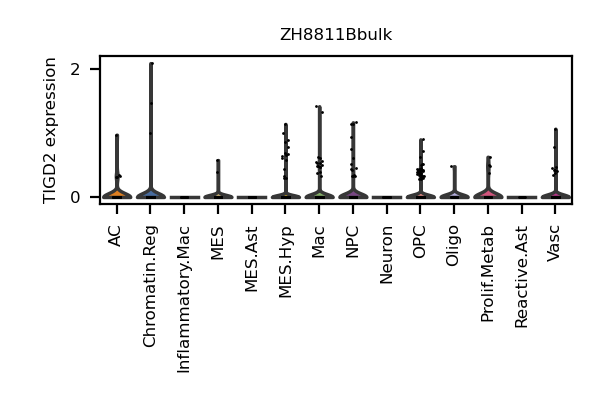 ZH8811Bbulk
TIGD2 expression
2
0
AC
Chromatin.Reg
Inflammatory.Mac
MES
MES.Ast
MES.Hyp
Mac
NPC
Neuron
OPC
Oligo
Prolif.Metab
Reactive.Ast
Vasc